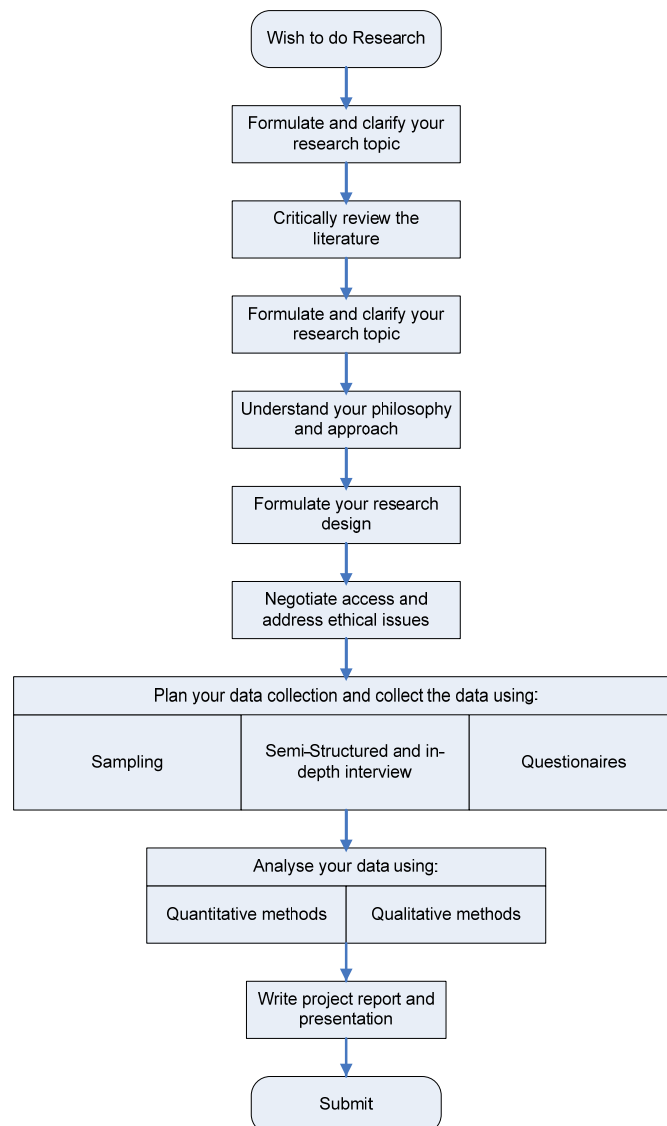 Wish to do Research
Formulate and clarify your
research topic
Critically review the
literature
Formulate and clarify your
research topic
Understand your philosophy
and approach
Formulate your research
design
Negotiate access and
address ethical issues
Plan your data collection and collect the data using:
Sampling
Semi-Structured and in-
depth interview
Questionaires
Analyse your data using:
Quantitative methods
Qualitative methods
Write project report and
presentation
Submit